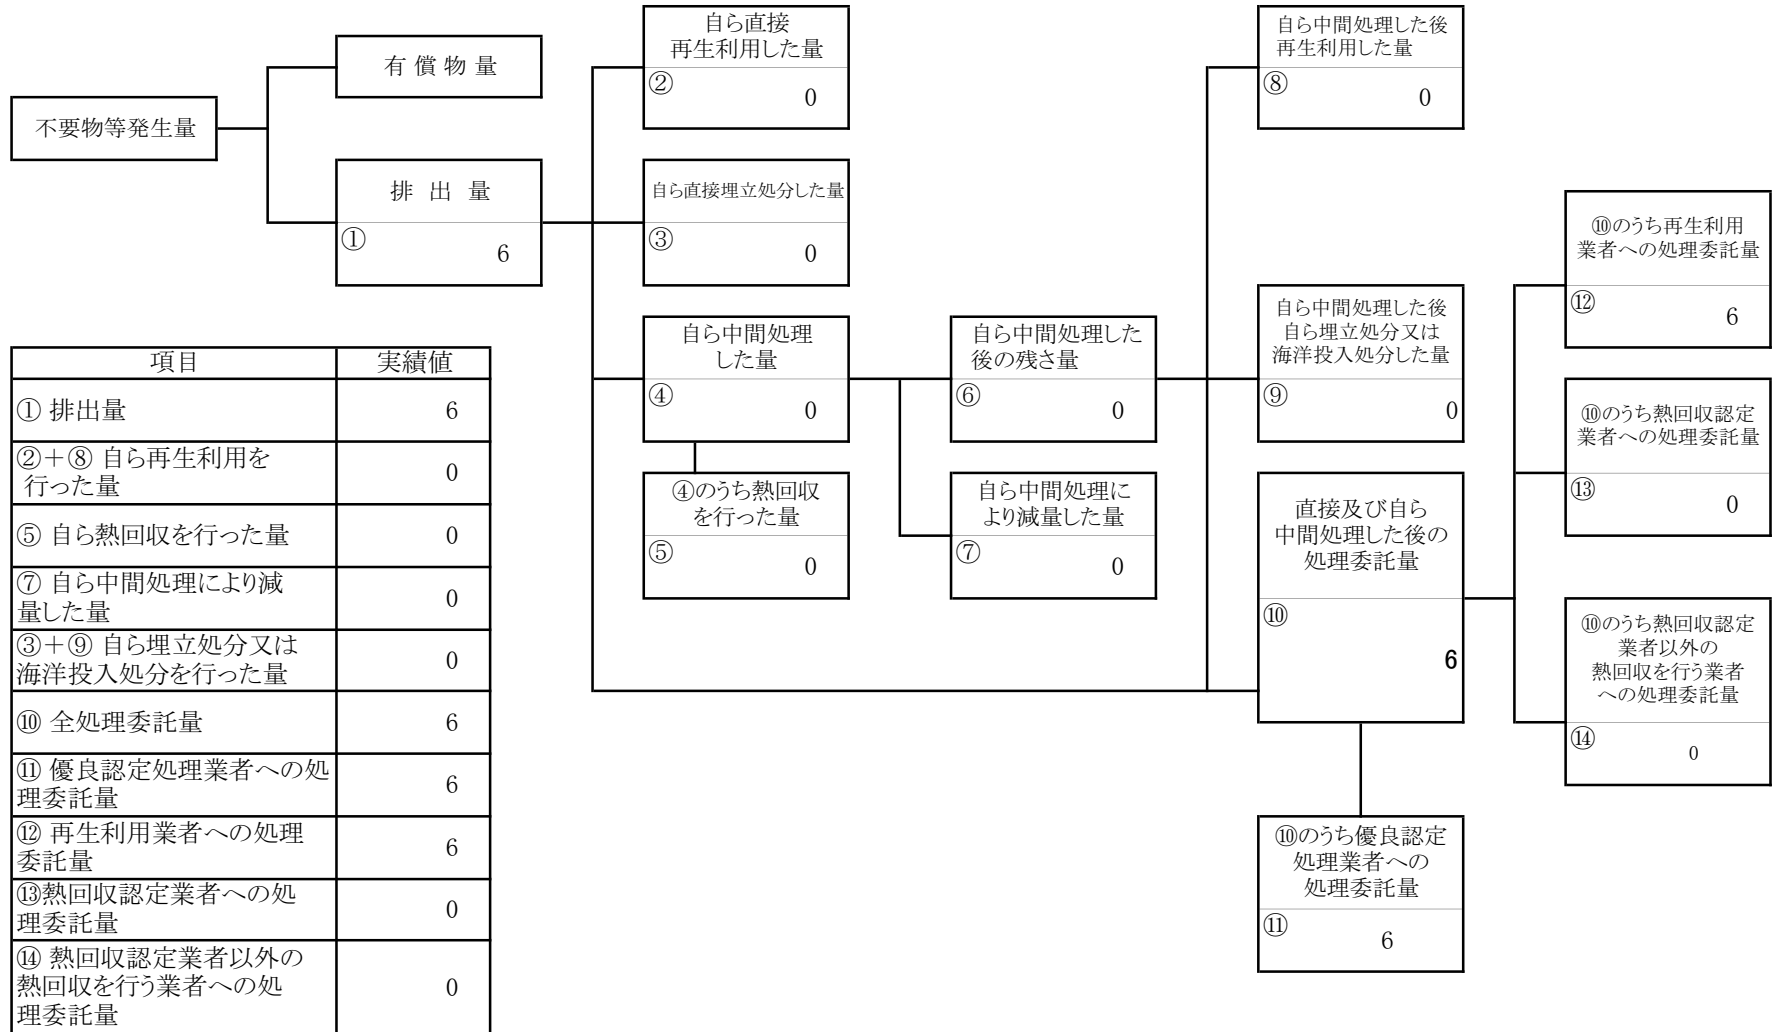 自ら直接
再生利用した量
②
0
自ら中間処理した後
再生利用した量
⑧
0
有 償 物 量
不要物等発生量
排 出 量
①
6
自ら直接埋立処分した量
③
0
⑩のうち再生利用
業者への処理委託量
⑫
6
自ら中間処理
した量
④
0
自ら中間処理した
後の残さ量
⑥
0
自ら中間処理した後
自ら埋立処分又は
海洋投入処分した量
⑨
0
⑩のうち熱回収認定
業者への処理委託量
⑬
0
④のうち熱回収
を行った量
⑤
0
自ら中間処理に
より減量した量
⑦
0
直接及び自ら
中間処理した後の
処理委託量
⑩
6
⑩のうち熱回収認定
業者以外の
熱回収を行う業者
への処理委託量
⑭
0
⑩のうち優良認定
処理業者への
処理委託量
⑪
6
項目 実績値
① 排出量 6
②＋⑧ 自ら再生利用を
行った量 0
⑤ 自ら熱回収を行った量 0
⑦ 自ら中間処理により減
量した量 0
③＋⑨ 自ら埋立処分又は
海洋投入処分を行った量 0
⑩ 全処理委託量 6
⑪ 優良認定処理業者への処
理委託量 6
⑫ 再生利用業者への処理
委託量 6
⑬熱回収認定業者への処
理委託量 0
⑭ 熱回収認定業者以外の
熱回収を行う業者への処
理委託量 0